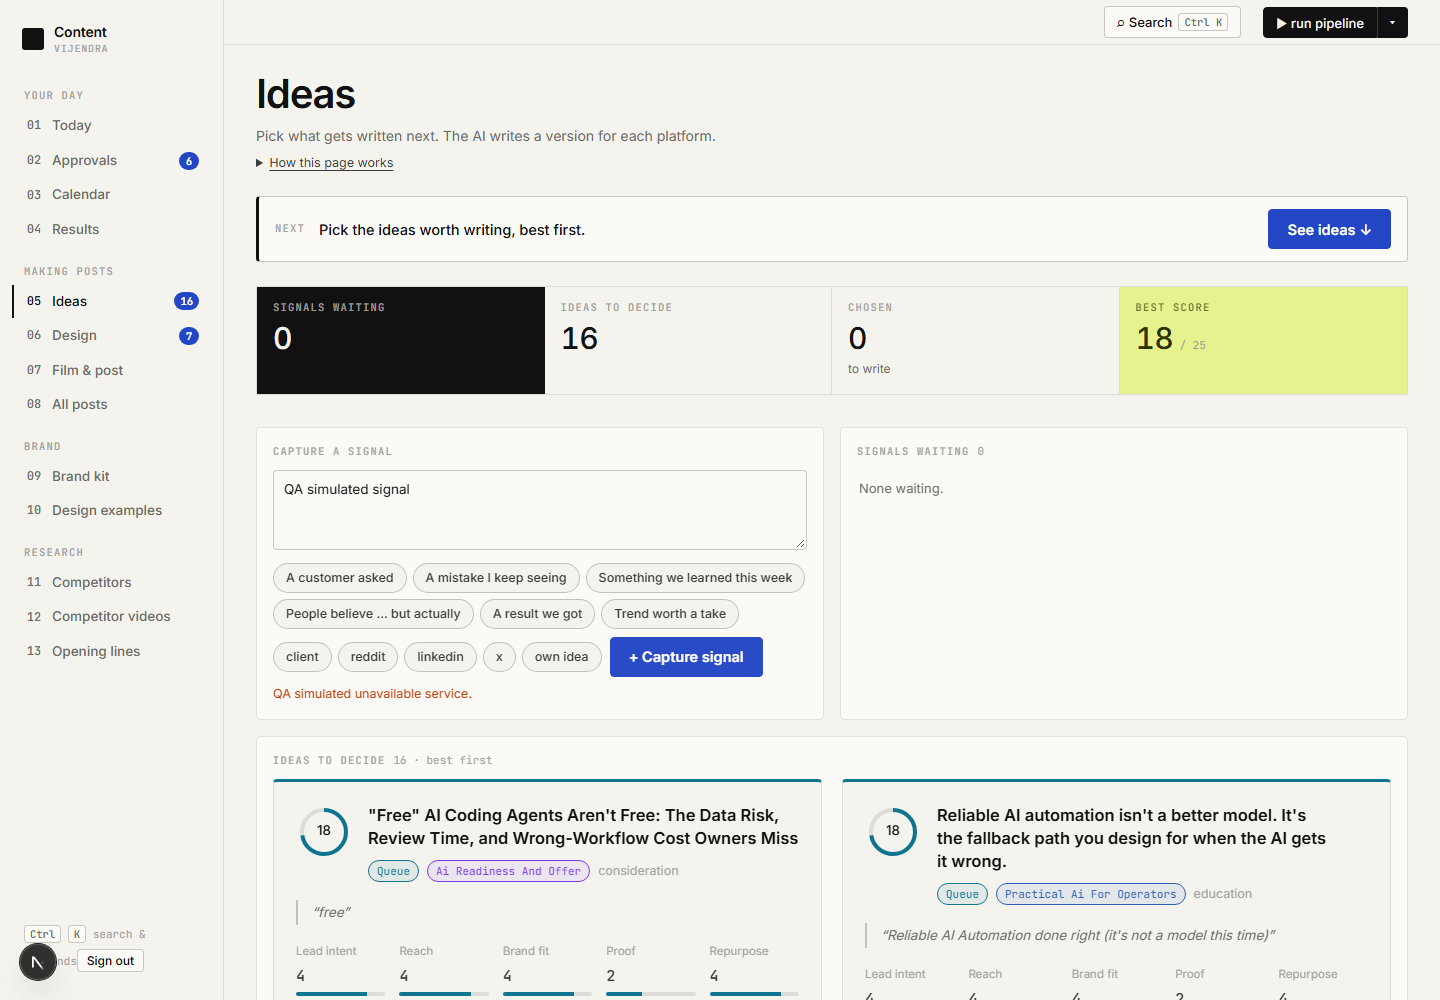 Content
VIJENDRA
YOUR DAY
01 Today
02 Approvals 6
03 Calendar
04 Results
MAKING POSTS
05 Ideas 16
06 Design 7
07 Film & post
08 All posts
BRAND
09 Brand kit
10 Design examples
RESEARCH
11 Competitors
12 Competitor videos
13 Opening lines
Ctrl K search &
nds Sign out
Search Ctrl K
run pipeline
Ideas
Pick what gets written next. The AI writes a version for each platform.
How this page works
NEXT Pick the ideas worth writing, best first. See ideas ↓
SIGNALS WAITING
0
IDEAS TO DECIDE
16
CHOSEN
0
to write
BEST SCORE
18 / 25
CAPTURE A SIGNAL
QA simulated signal
A customer asked A mistake I keep seeing Something we learned this week
People believe ... but actually A result we got Trend worth a take
client reddit linkedin x own idea + Capture signal
QA simulated unavailable service.
SIGNALS WAITING 0
None waiting.
IDEAS TO DECIDE 16 · best first
18
"Free" AI Coding Agents Aren't Free: The Data Risk,
Review Time, and Wrong-Workflow Cost Owners Miss
Queue Ai Readiness And Offer consideration
“free”
Lead intent Reach Brand fit Proof Repurpose
4 4 4 2 4
18
Reliable AI automation isn't a better model. It's
the fallback path you design for when the AI gets
it wrong.
Queue Practical Ai For Operators education
“Reliable AI Automation done right (it's not a model this time)”
Lead intent Reach Brand fit Proof Repurpose
4 4 4 2 4